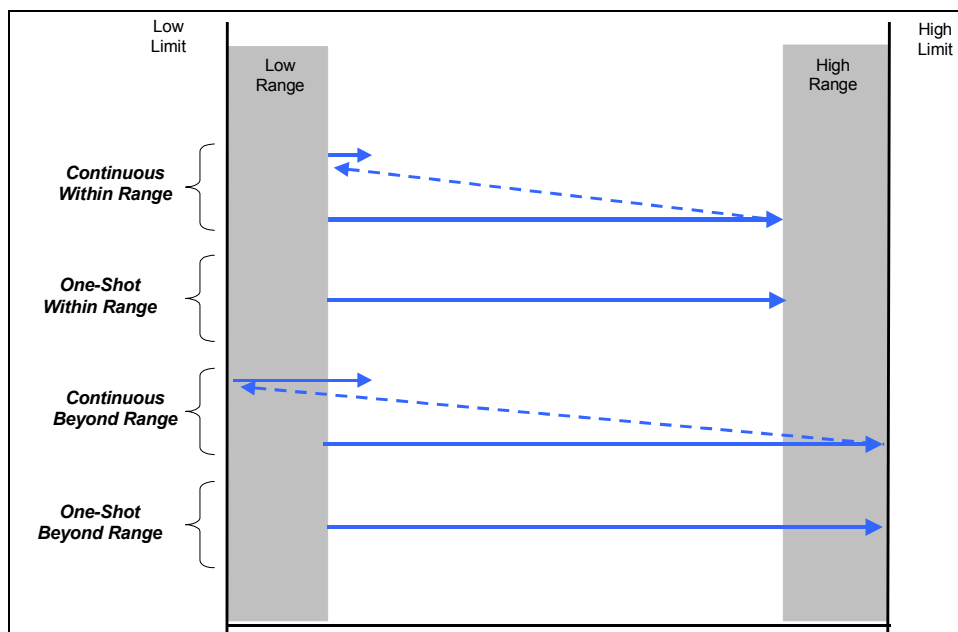 Low
Limit
High
Limit
Low
Range
High
Range
Continuous
Within Range
One-Shot
Within Range
Continuous
Beyond Range
One-Shot
Beyond Range